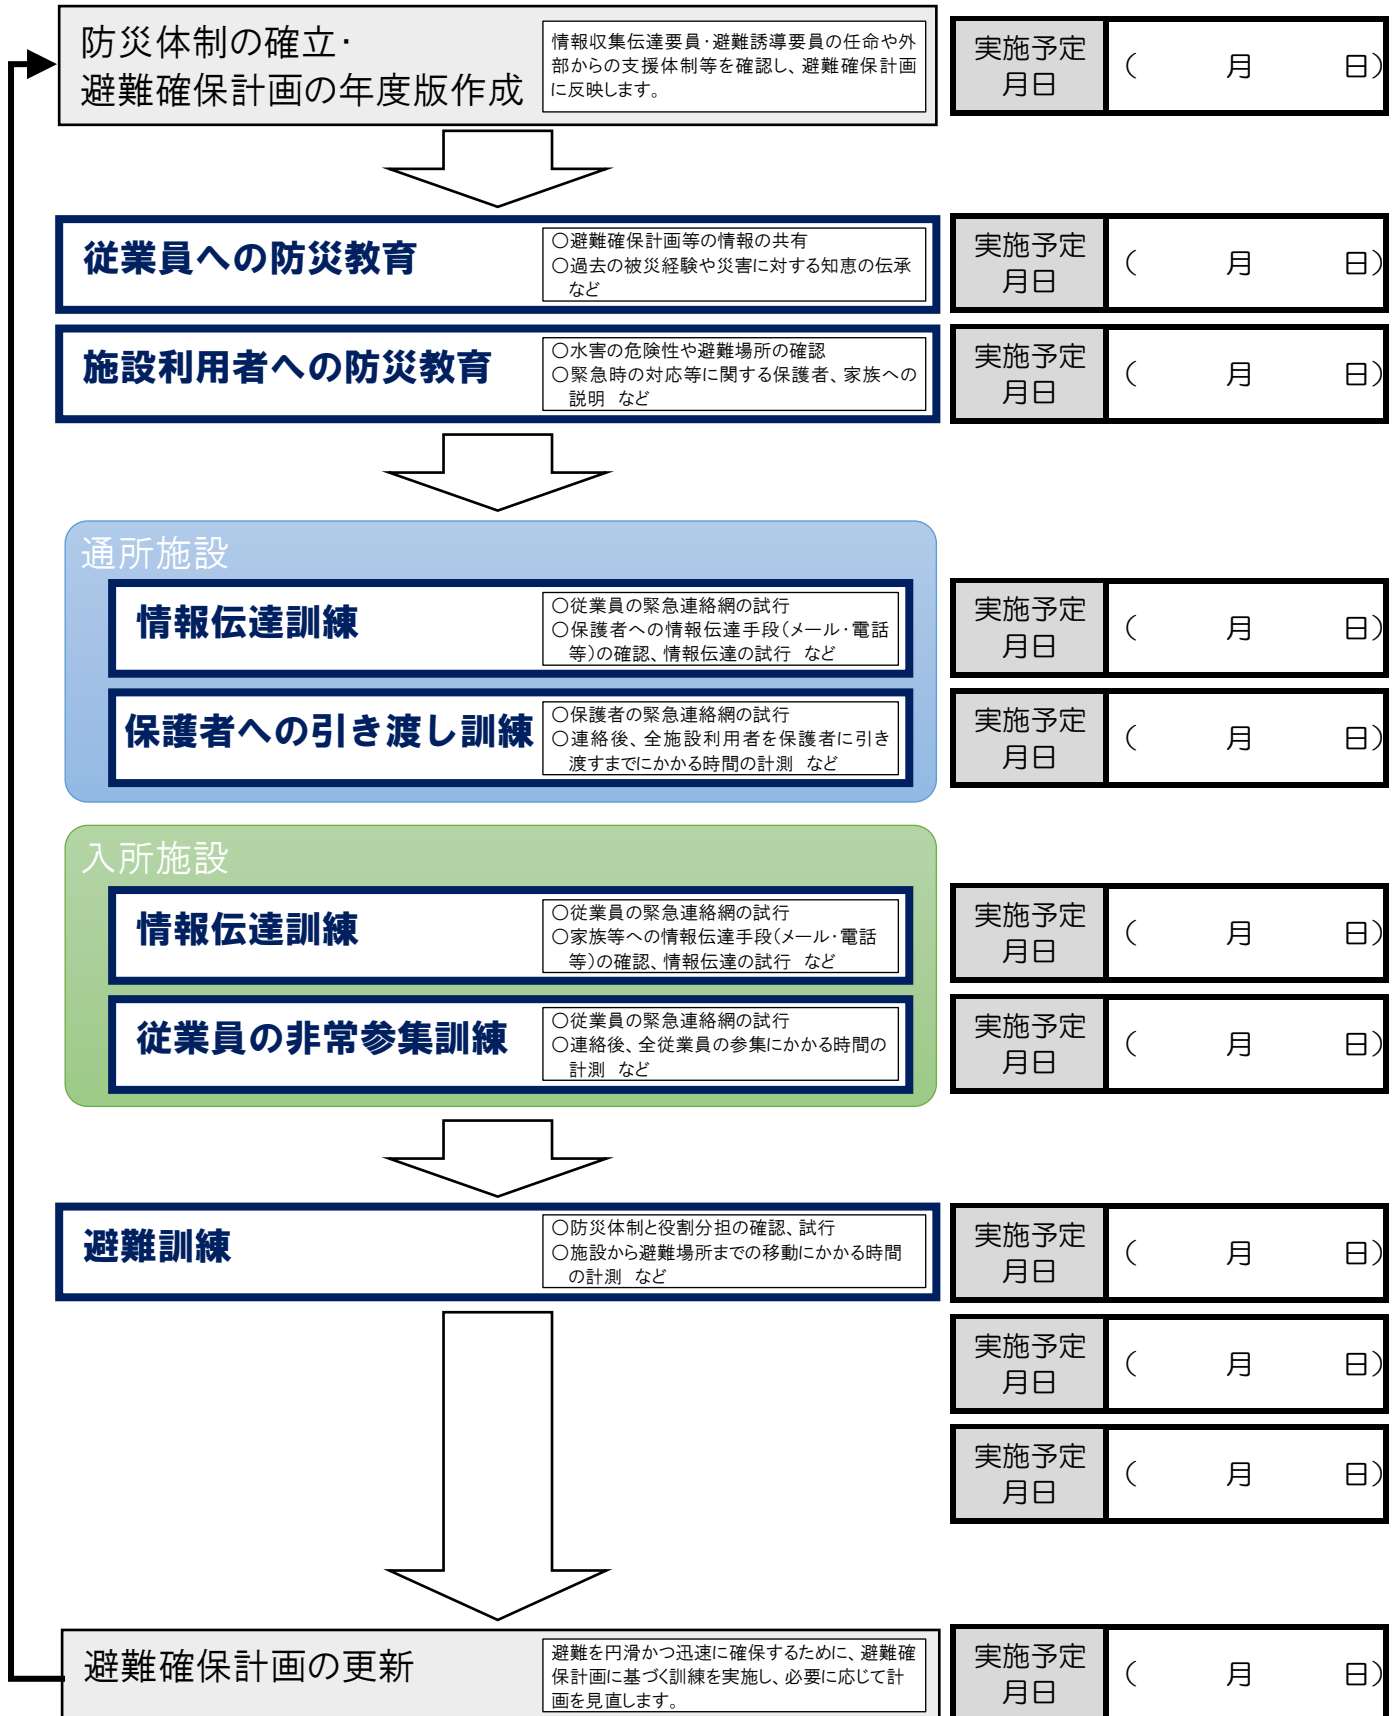 防災体制の確立・
避難確保計画の年度版作成
情報収集伝達要員・避難誘導要員の任命や外
部からの支援体制等を確認し、避難確保計画
に反映します。
実施予定
月日
（　月　日）
従業員への防災教育
○避難確保計画等の情報の共有
○過去の被災経験や災害に対する知恵の伝承
など
実施予定
月日
（　月　日）
施設利用者への防災教育
○水害の危険性や避難場所の確認
○緊急時の対応等に関する保護者、家族への
説明　など
実施予定
月日
（　月　日）
通所施設
情報伝達訓練
○従業員の緊急連絡網の試行
○保護者への情報伝達手段（メール・電話
等）の確認、情報伝達の試行　など
実施予定
月日
（　月　日）
保護者への引き渡し訓練
○保護者の緊急連絡網の試行
○連絡後、全施設利用者を保護者に引き
渡すまでにかかる時間の計測　など
実施予定
月日
（　月　日）
入所施設
情報伝達訓練
○従業員の緊急連絡網の試行
○家族等への情報伝達手段（メール・電話
等）の確認、情報伝達の試行　など
実施予定
月日
（　月　日）
従業員の非常参集訓練
○従業員の緊急連絡網の試行
○連絡後、全従業員の参集にかかる時間の
計測　など
実施予定
月日
（　月　日）
避難訓練
○防災体制と役割分担の確認、試行
○施設から避難場所までの移動にかかる時間
の計測　など
実施予定
月日
（　月　日）
実施予定
月日
（　月　日）
実施予定
月日
（　月　日）
避難確保計画の更新
避難を円滑かつ迅速に確保するために、避難確
保計画に基づく訓練を実施し、必要に応じて計
画を見直します。
実施予定
月日
（　月　日）